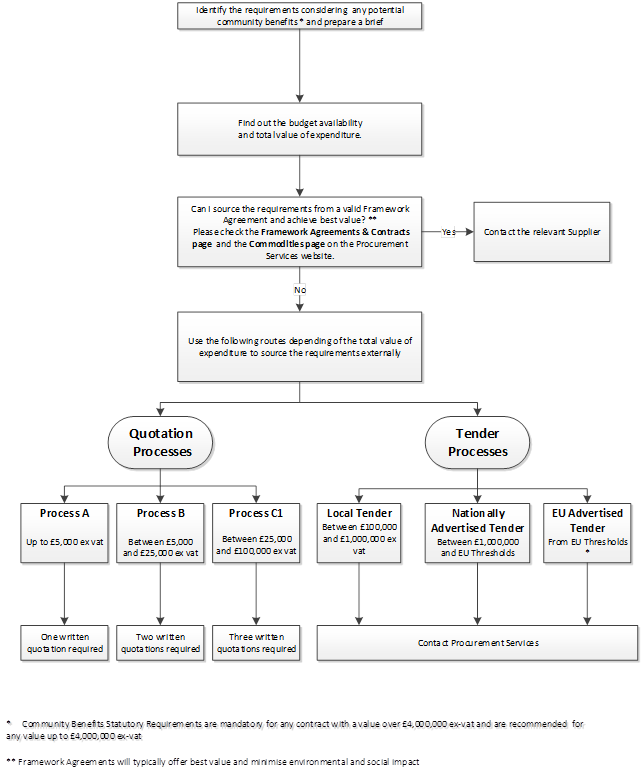 Identify the requirements considering any potential
community benefits * and prepare a brief
Find out the budget availability
and total value of expenditure.
Can I source the requirements from a valid Framework
Agreement and achieve best value? **
Please check the Framework Agreements & Contracts
page and the Commodities page on the Procurement
Services website.
Yes
Contact the relevant Supplier
No
Use the following routes depending of the total value of
expenditure to source the requirements externally
Quotation
Processes
Tender
Processes
Process A
Up to £5,000 ex vat
Process B
Between £5,000
and £25,000 ex vat
Process C1
Between £25,000
and £100,000 ex vat
Local Tender
Between £100,000
and £1,000,000 ex
vat
Nationally
Advertised Tender
Between £1,000,000
and EU Thresholds
EU Advertised
Tender
From EU Thresholds
*
One written
quotation required
Two written
quotations required
Three written
quotations required
Contact Procurement Services
*   Community Benefits Statutory Requirements are mandatory for any contract with a value over £4,000,000 ex-vat and are recommended for
any value up to £4,000,000 ex-vat
** Framework Agreements will typically offer best value and minimise environmental and social impact